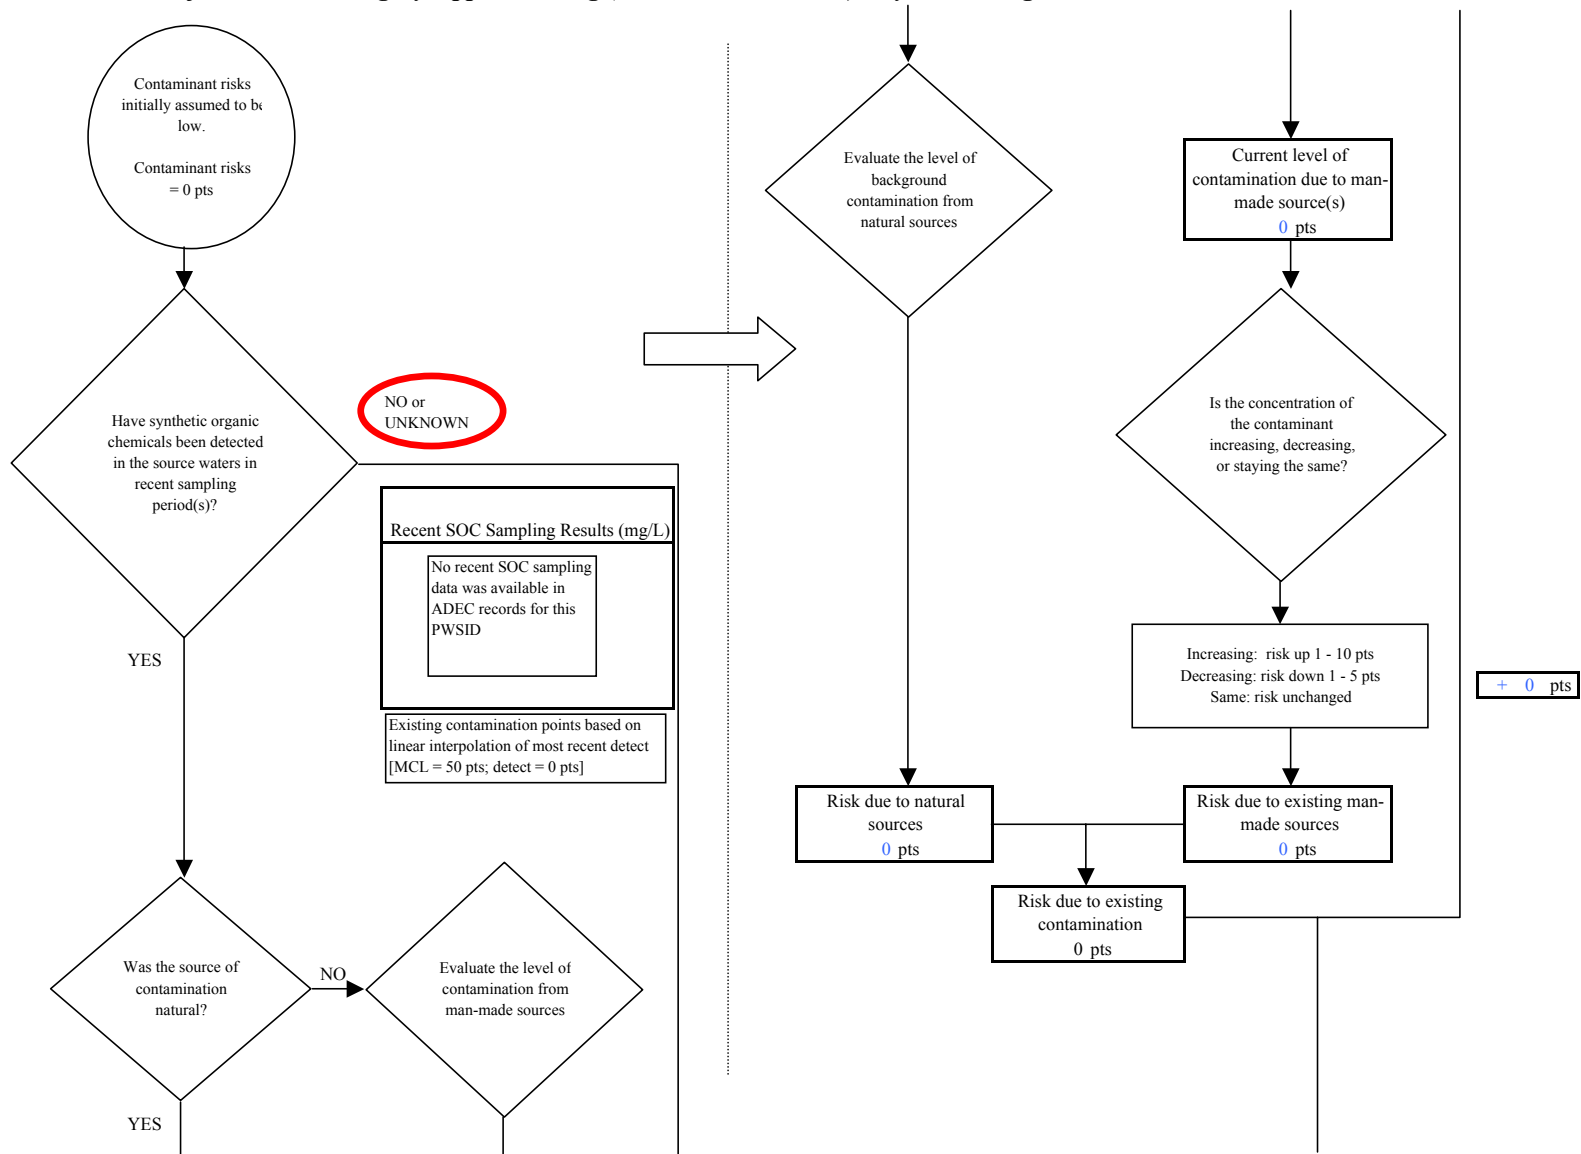 Contaminant risks
initially assumed to be
low.
Contaminant risks
= 0 pts
Have synthetic organic
chemicals been detected
in the source waters in
recent sampling
period(s)?
NO or
UNKNOWN
Recent SOC Sampling Results (mg/L)
No recent SOC sampling
data was available in
ADEC records for this
PWSID
Existing contamination points based on
linear interpolation of most recent detect
[MCL = 50 pts; detect = 0 pts]
YES
Was the source of
contamination
natural?
NO
Evaluate the level of
contamination from
man-made sources
YES
Evaluate the level of
background
contamination from
natural sources
Current level of
contamination due to man-
made source(s)
0 pts
Is the concentration of
the contaminant
increasing, decreasing,
or staying the same?
Increasing: risk up 1 - 10 pts
Decreasing: risk down 1 - 5 pts
Same: risk unchanged
+ 0 pts
Risk due to natural
sources
0 pts
Risk due to existing man-
made sources
0 pts
Risk due to existing
contamination
0 pts